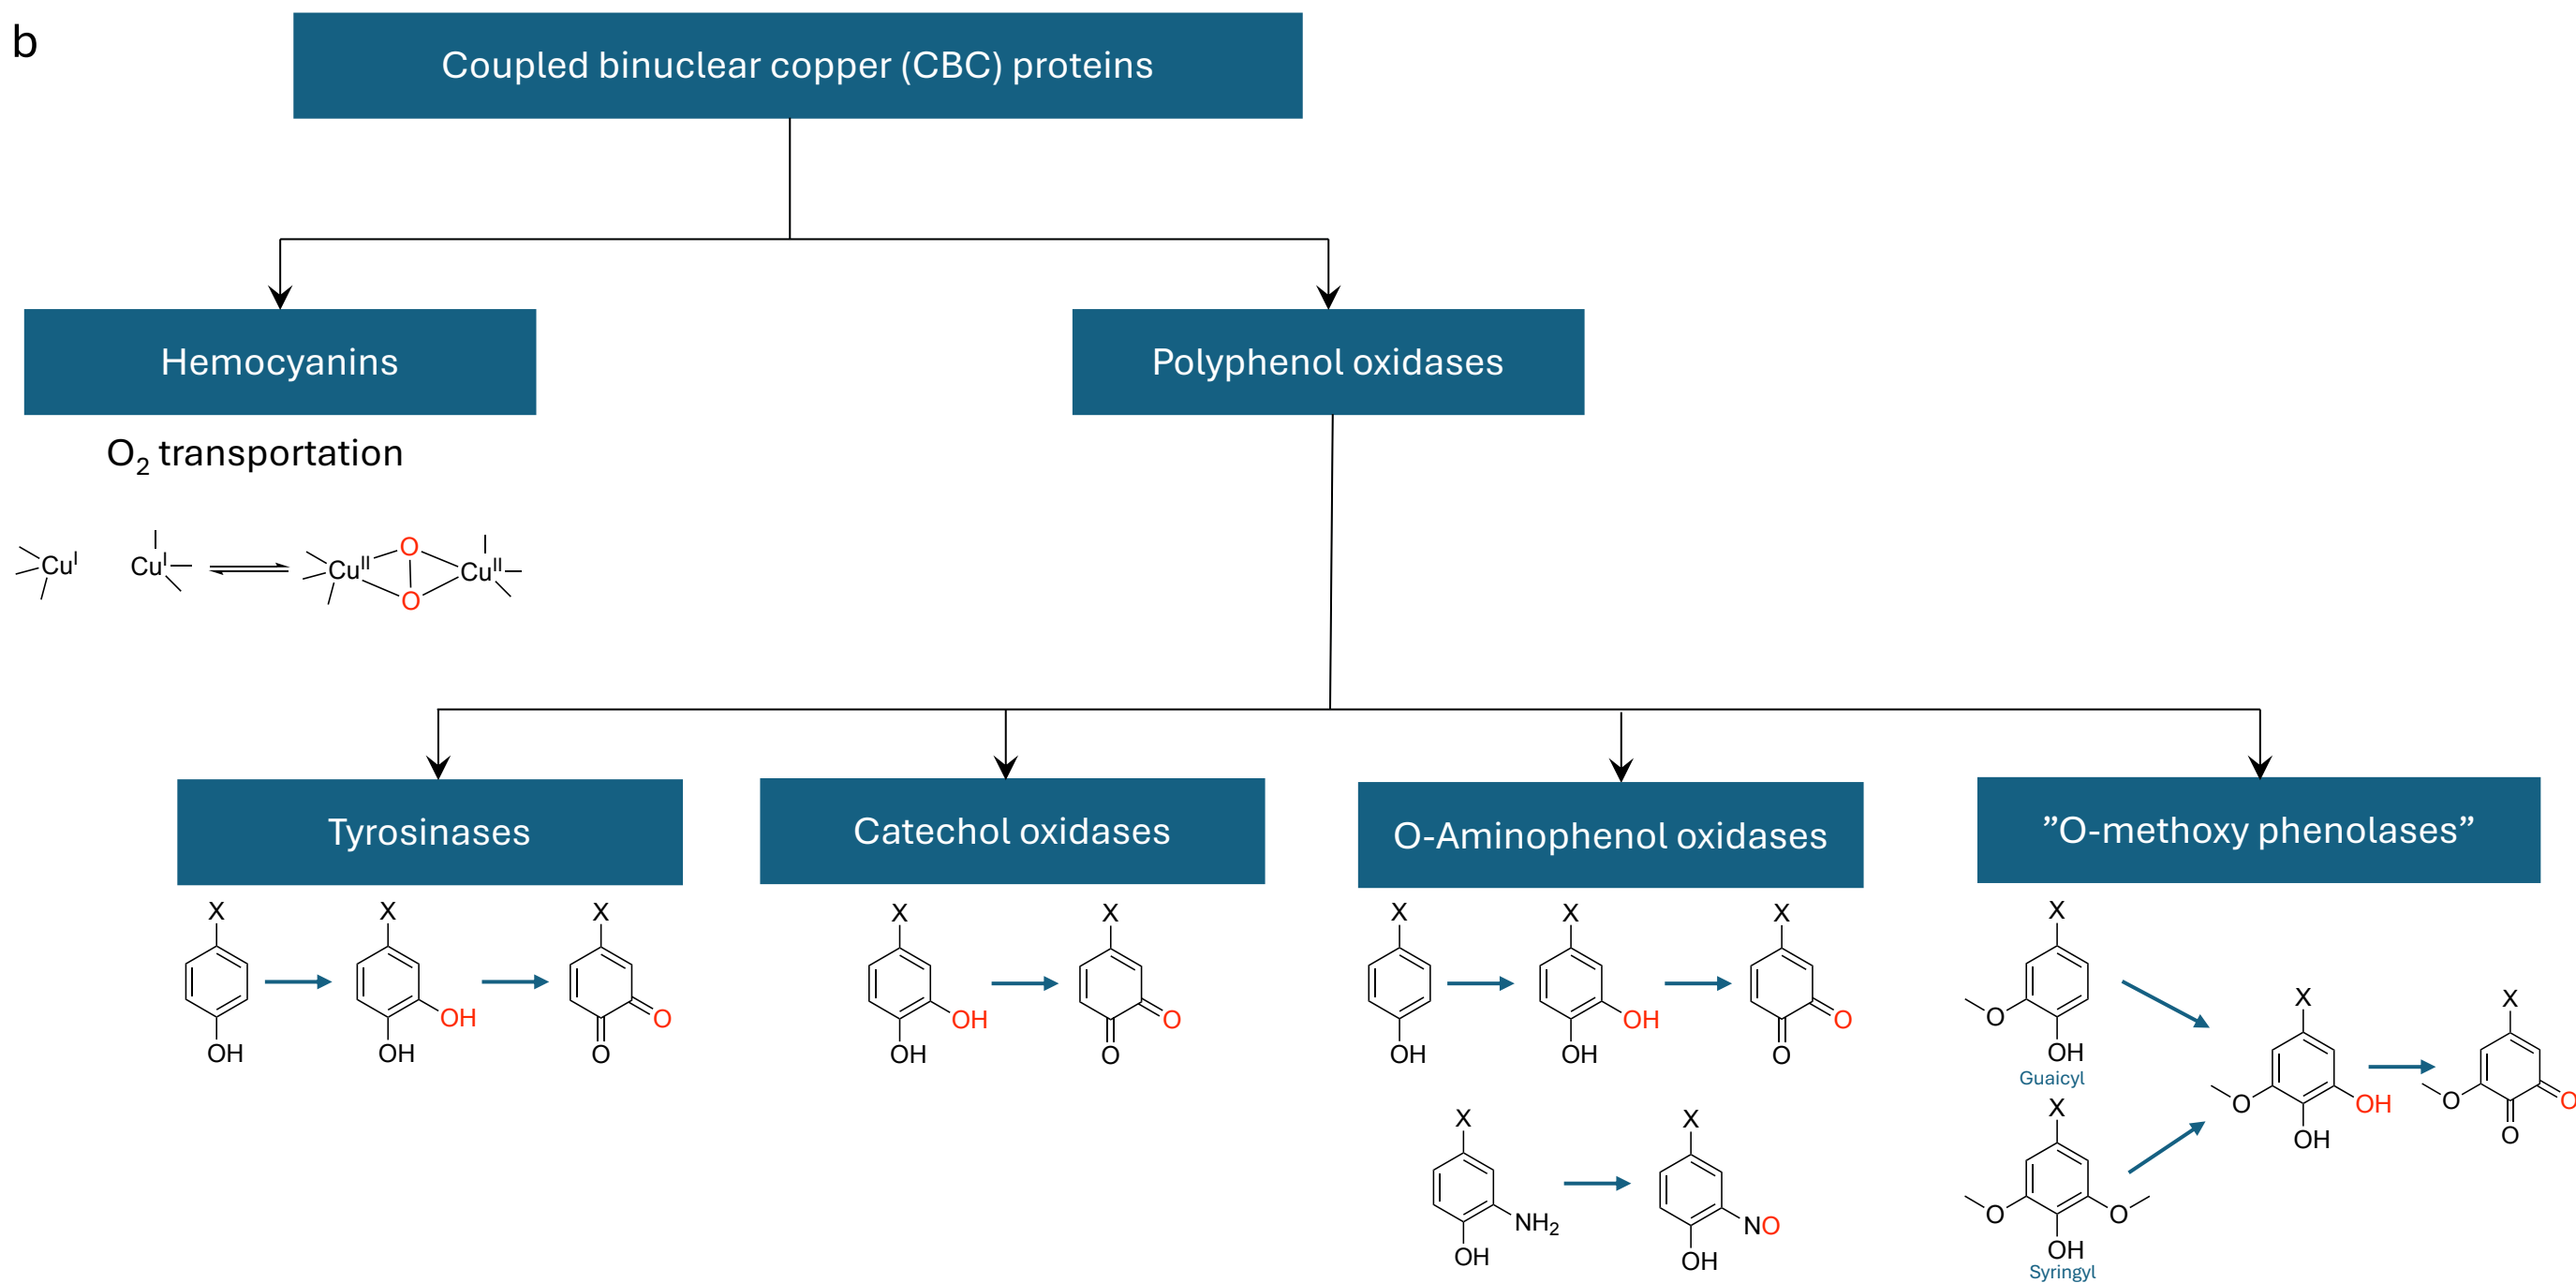 b
Coupled binuclear copper (CBC) proteins
Hemocyanins
Polyphenol oxidases
O₂ transportation
Cuᴵ Cuᴵ Cuᴵᴵ O O Cuᴵᴵ
Tyrosinases
Catechol oxidases
O-Aminophenol oxidases
”O-methoxy phenolases”
X OH
X OH OH
X O O
X OH OH
X O O
X OH
X OH OH
X O O
X NH₂ OH
X NO OH
X O OH
Guaicyl
X O O OH
Syringyl
X O OH OH
X O O O